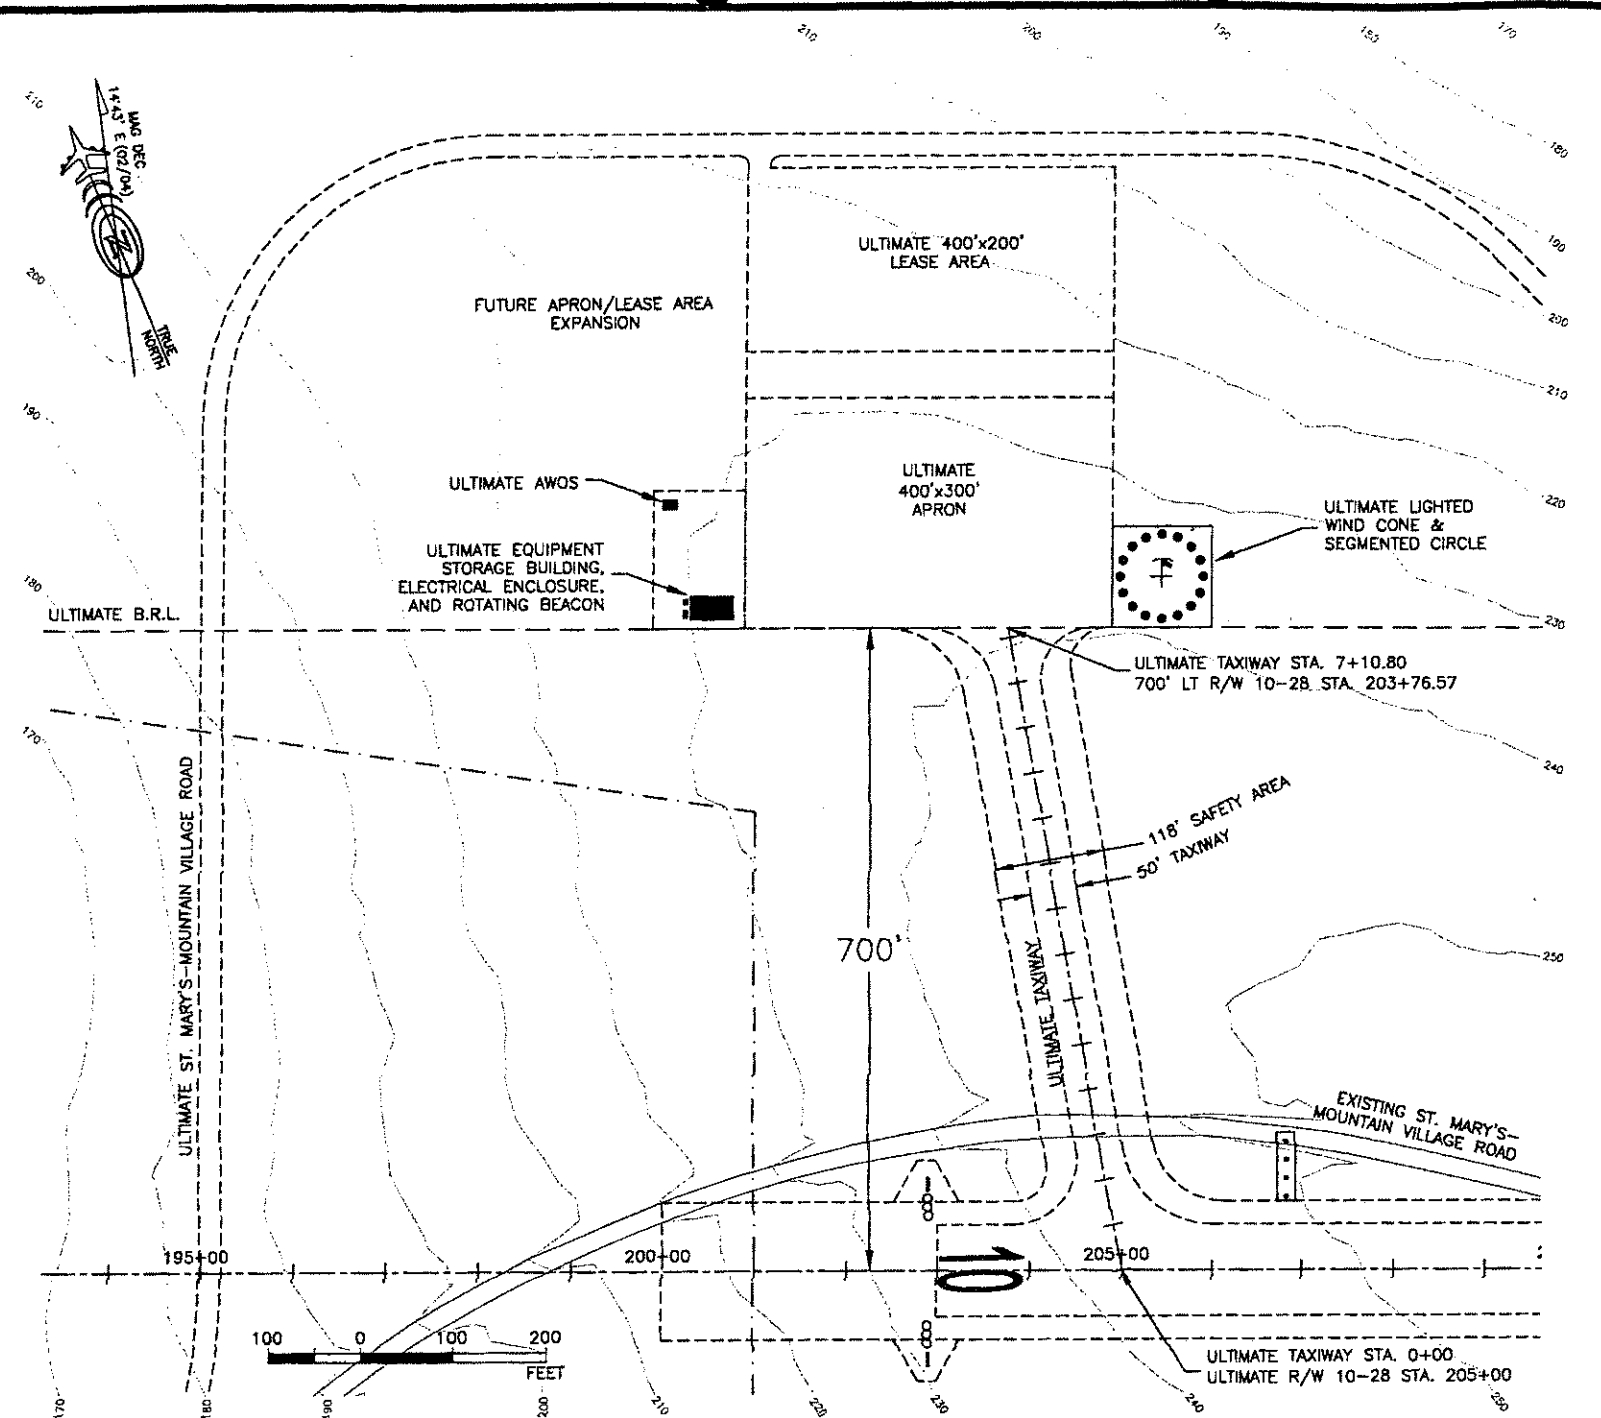 210
200
190
180
170
210
MAG DEC
14°43' E (02/04)
180
ULTIMATE 400'x200'
LEASE AREA
190
200
FUTURE APRON/LEASE AREA
EXPANSION
200
TRUE
NORTH
210
190
ULTIMATE AWOS
ULTIMATE
400'x300'
APRON
220
ULTIMATE LIGHTED
WIND CONE &
SEGMENTED CIRCLE
ULTIMATE EQUIPMENT
STORAGE BUILDING,
ELECTRICAL ENCLOSURE,
AND ROTATING BEACON
180
ULTIMATE B.R.L.
230
ULTIMATE TAXIWAY STA. 7+10.80
700' LT R/W 10-28 STA. 203+76.57
170
240
118' SAFETY AREA
50' TAXIWAY
ULTIMATE ST. MARY'S-MOUNTAIN VILLAGE ROAD
700'
ULTIMATE TAXIWAY
250
EXISTING ST. MARY'S-
MOUNTAIN VILLAGE ROAD
195+00
200+00
10
205+00
100 0 100 200
FEET
ULTIMATE TAXIWAY STA. 0+00
ULTIMATE R/W 10-28 STA. 205+00
170
180
190
200
210
220
230
240
250